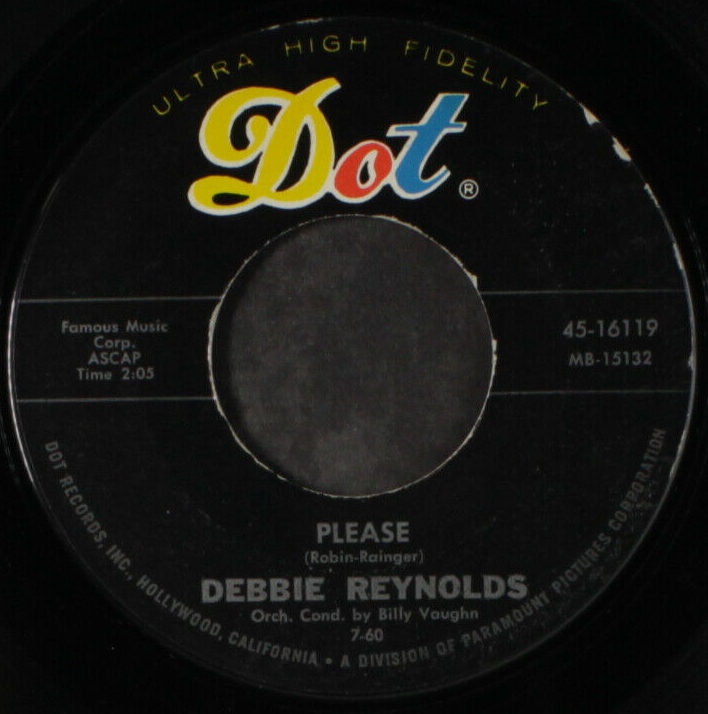 ULTRA HIGH FIDELITY
Dot®
Famous Music
Corp.
ASCAP
Time 2:05
45-16119
MB-15132
PLEASE
(Robin-Rainger)
DEBBIE REYNOLDS
Orch. Cond. by Billy Vaughn
7-60
DOT RECORDS, INC., HOLLYWOOD, CALIFORNIA • A DIVISION OF PARAMOUNT PICTURES CORPORATION